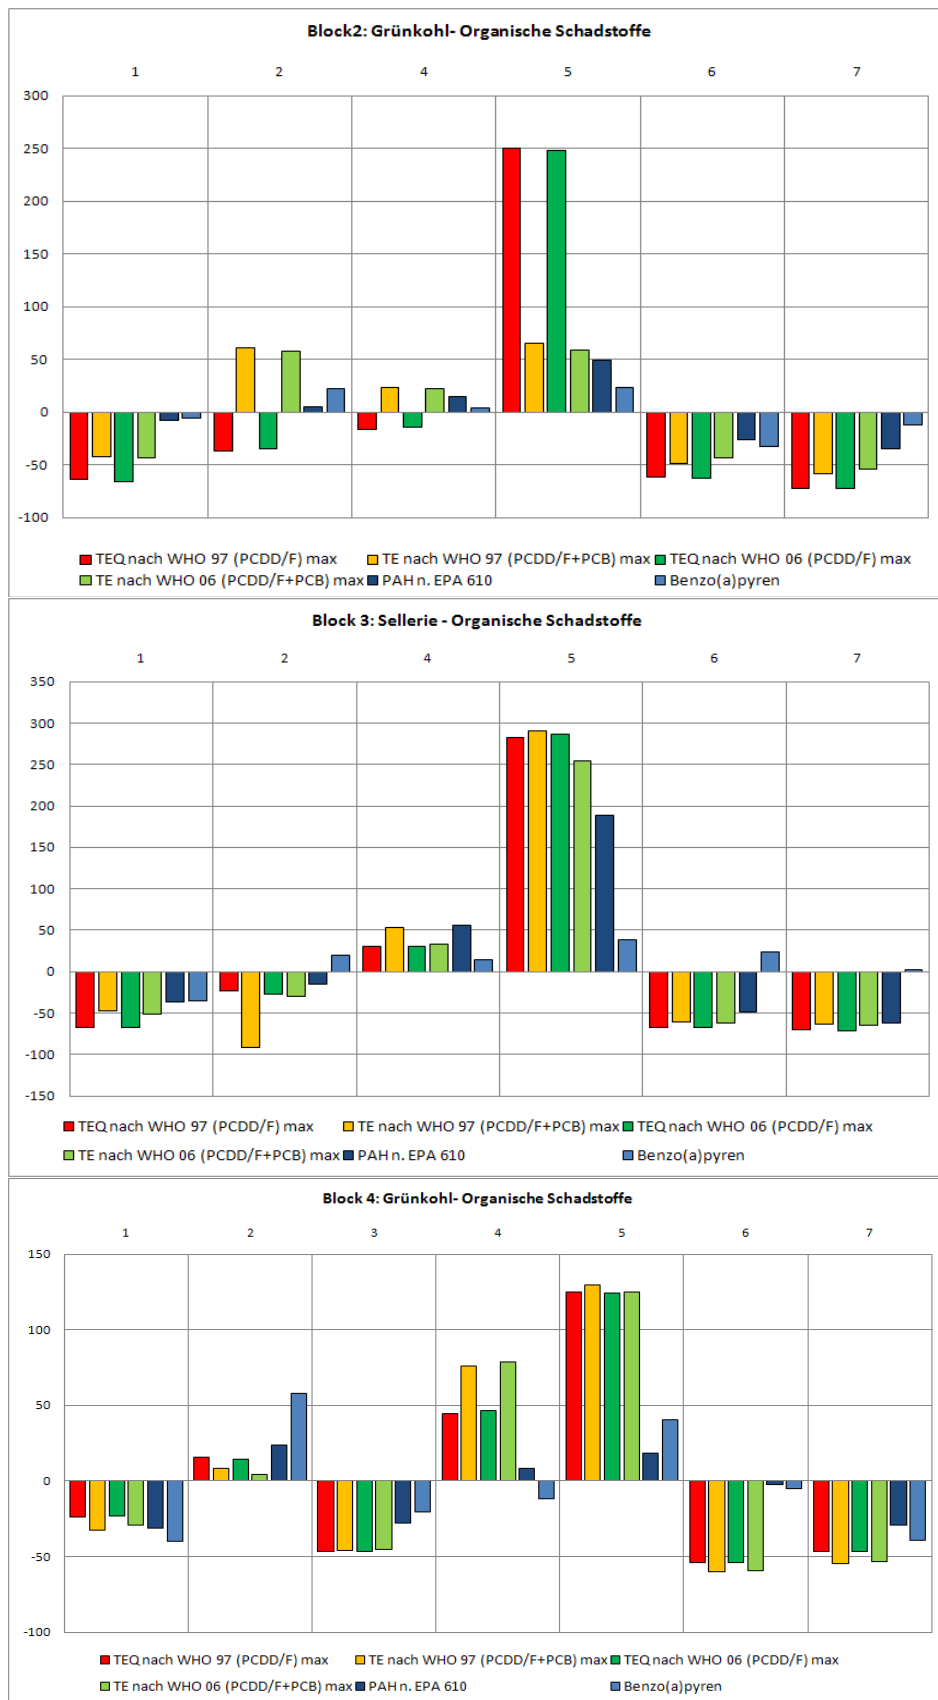 Block2: Grünkohl- Organische Schadstoffe
1 2 4 5 6 7
300
250
200
150
100
50
0
-50
-100
TEQ nach WHO 97 (PCDD/F) max TE nach WHO 97 (PCDD/F+PCB) max TEQ nach WHO 06 (PCDD/F) max
TE nach WHO 06 (PCDD/F+PCB) max PAH n. EPA 610 Benzo(a)pyren
Block 3: Sellerie - Organische Schadstoffe
1 2 4 5 6 7
350
300
250
200
150
100
50
0
-50
-100
-150
TEQ nach WHO 97 (PCDD/F) max TE nach WHO 97 (PCDD/F+PCB) max TEQ nach WHO 06 (PCDD/F) max
TE nach WHO 06 (PCDD/F+PCB) max PAH n. EPA 610 Benzo(a)pyren
Block 4: Grünkohl- Organische Schadstoffe
1 2 3 4 5 6 7
150
100
50
0
-50
-100
TEQ nach WHO 97 (PCDD/F) max TE nach WHO 97 (PCDD/F+PCB) max TEQ nach WHO 06 (PCDD/F) max
TE nach WHO 06 (PCDD/F+PCB) max PAH n. EPA 610 Benzo(a)pyren